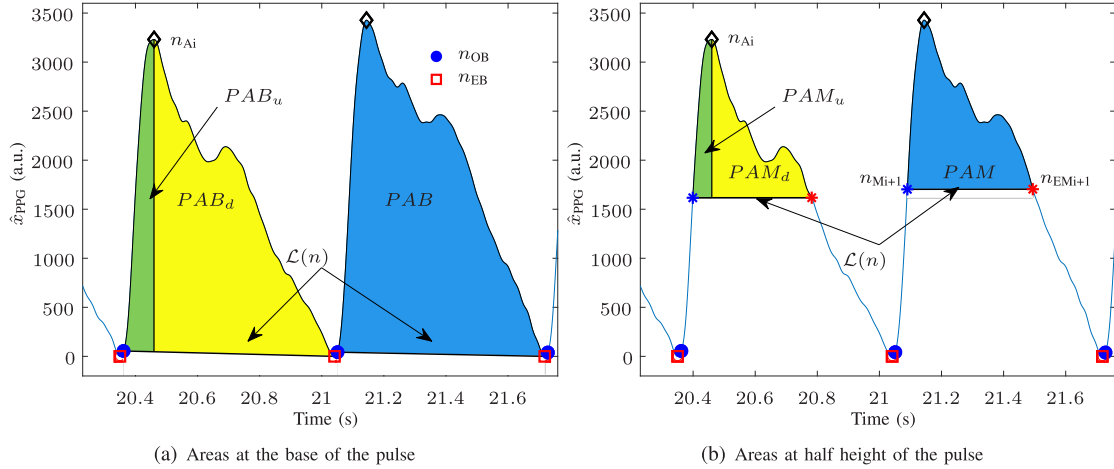 3500
3000
2500
2000
1500
1000
500
0
x̂PPG (a.u.)
nAi
PABu
PABd
PAB
L(n)
nOB
nEB
20.4 20.6 20.8 21 21.2 21.4 21.6
Time (s)
(a) Areas at the base of the pulse
3500
3000
2500
2000
1500
1000
500
0
x̂PPG (a.u.)
nAi
PAMu
PAMd
PAM
nMi+1
nEMi+1
L(n)
20.4 20.6 20.8 21 21.2 21.4 21.6
Time (s)
(b) Areas at half height of the pulse